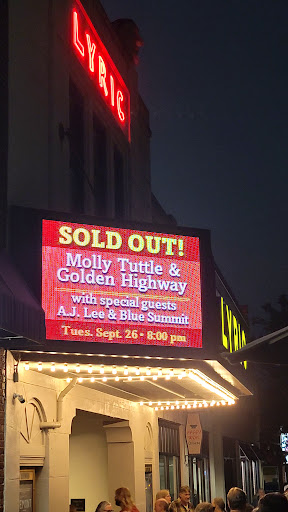 LYRIC
SOLD OUT!
Molly Tuttle &
Golden Highway
with special guests
A.J. Lee & Blue Summit
Tues. Sept. 26 • 8:00 pm
LYRIC